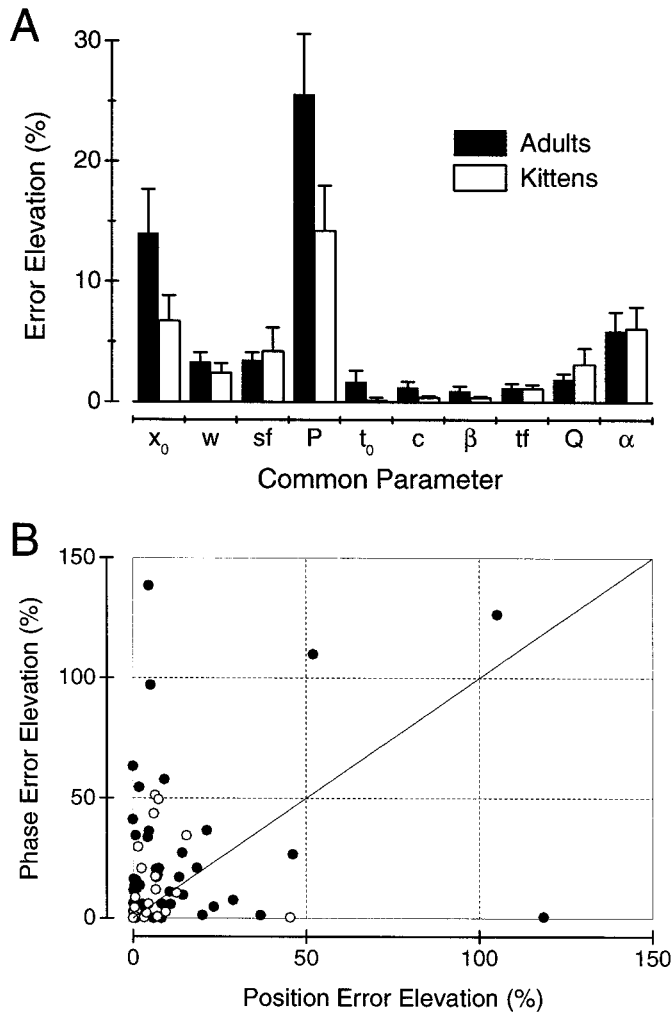 A
30
20
10
0
Error Elevation (%)
Adults
Kittens
x₀ w sf P t₀ c β tf Q α
Common Parameter
B
150
100
50
0
Phase Error Elevation (%)
0 50 100 150
Position Error Elevation (%)